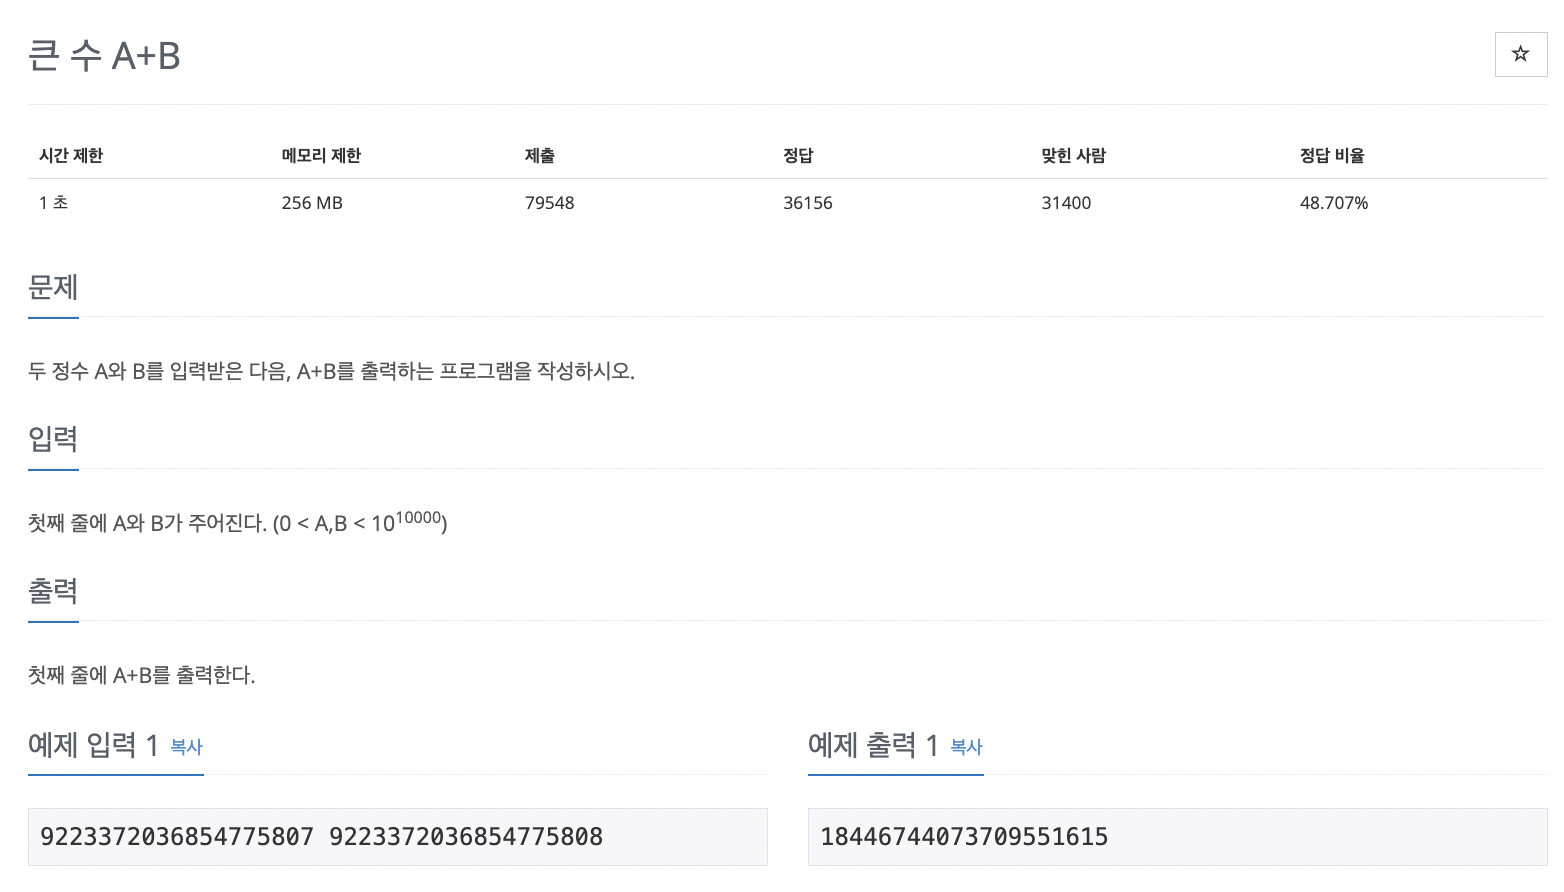 큰 수 A+B
시간 제한 메모리 제한 제출 정답 맞힌 사람 정답 비율
1 초 256 MB 79548 36156 31400 48.707%
문제
두 정수 A와 B를 입력받은 다음, A+B를 출력하는 프로그램을 작성하시오.
입력
첫째 줄에 A와 B가 주어진다. (0 < A,B < 10^10000)
출력
첫째 줄에 A+B를 출력한다.
예제 입력 1 복사
9223372036854775807 9223372036854775808
예제 출력 1 복사
18446744073709551615